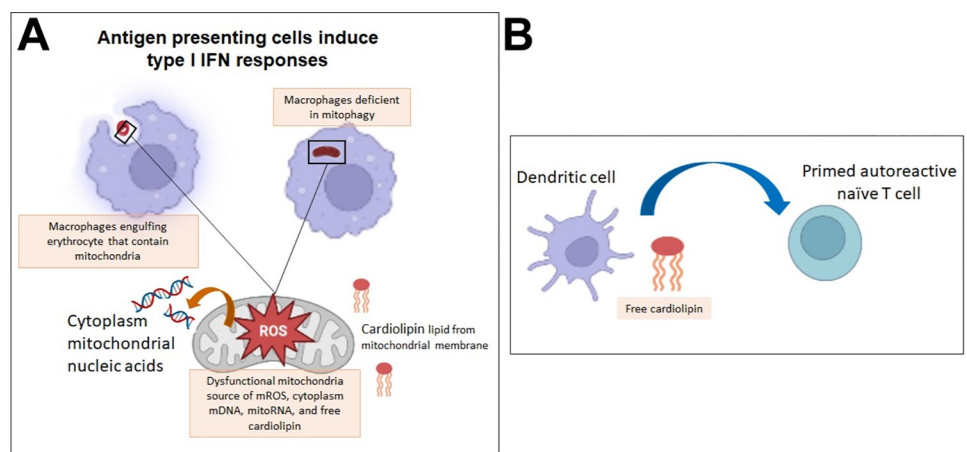 A
Antigen presenting cells induce
type I IFN responses
Macrophages deficient
in mitophagy
Macrophages engulfing
erythrocyte that contain
mitochondria
Cytoplasm
mitochondrial
nucleic acids
ROS
Cardiolipin lipid from
mitochondrial membrane
Dysfunctional mitochondria
source of mROS, cytoplasm
mDNA, mitoRNA, and free
cardiolipin
B
Dendritic cell
Primed autoreactive
naïve T cell
Free cardiolipin